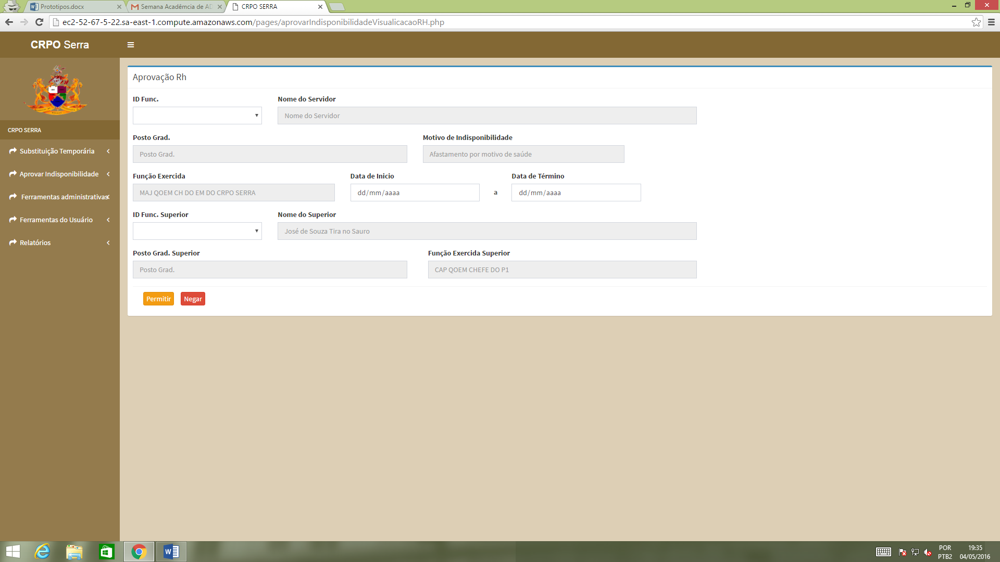 Prototipos.docx
Semana Acadêmcia de AD
CRPO SERRA
ec2-52-67-5-22.sa-east-1.compute.amazonaws.com/pages/aprovarIndisponibilidadeVisualicacaoRH.php
CRPO Serra
CRPO SERRA
Substituição Temporária
Aprovar Indisponibilidade
Ferramentas administrativas
Ferramentas do Usuário
Relatórios
Aprovação Rh
ID Func. Nome do Servidor
Nome do Servidor
Posto Grad. Motivo de Indisponibilidade
Posto Grad. Afastamento por motivo de saúde
Função Exercida Data de Inicio Data de Término
MAJ QOEM CH DO EM DO CRPO SERRA dd/mm/aaaa a dd/mm/aaaa
ID Func. Superior Nome do Superior
José de Souza Tira no Sauro
Posto Grad. Superior Função Exercida Superior
Posto Grad. CAP QOEM CHEFE DO P1
Permitir Negar
POR 19:35
PTB2 04/05/2016